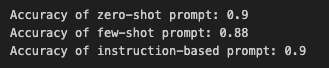 Accuracy of zero-shot prompt: 0.9
Accuracy of few-shot prompt: 0.88
Accuracy of instruction-based prompt: 0.9